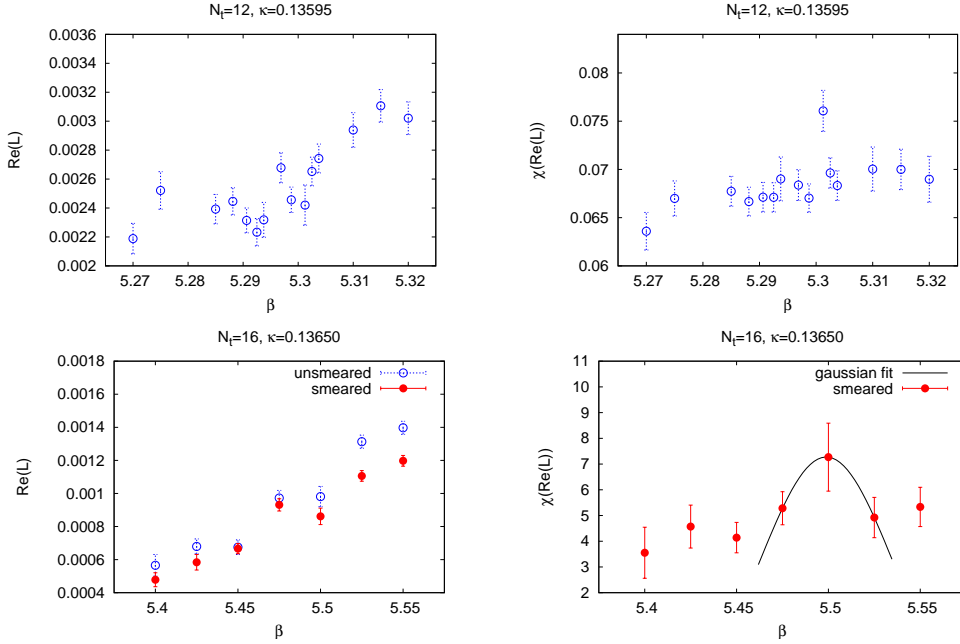 N_t=12, κ=0.13595
Re(L)
0.0036
0.0034
0.0032
0.003
0.0028
0.0026
0.0024
0.0022
0.002
5.27 5.28 5.29 5.3 5.31 5.32
β
N_t=12, κ=0.13595
χ(Re(L))
0.08
0.075
0.07
0.065
0.06
5.27 5.28 5.29 5.3 5.31 5.32
β
N_t=16, κ=0.13650
unsmeared
smeared
Re(L)
0.0018
0.0016
0.0014
0.0012
0.001
0.0008
0.0006
0.0004
5.4 5.45 5.5 5.55
β
N_t=16, κ=0.13650
gaussian fit
smeared
χ(Re(L))
11
10
9
8
7
6
5
4
3
2
5.4 5.45 5.5 5.55
β